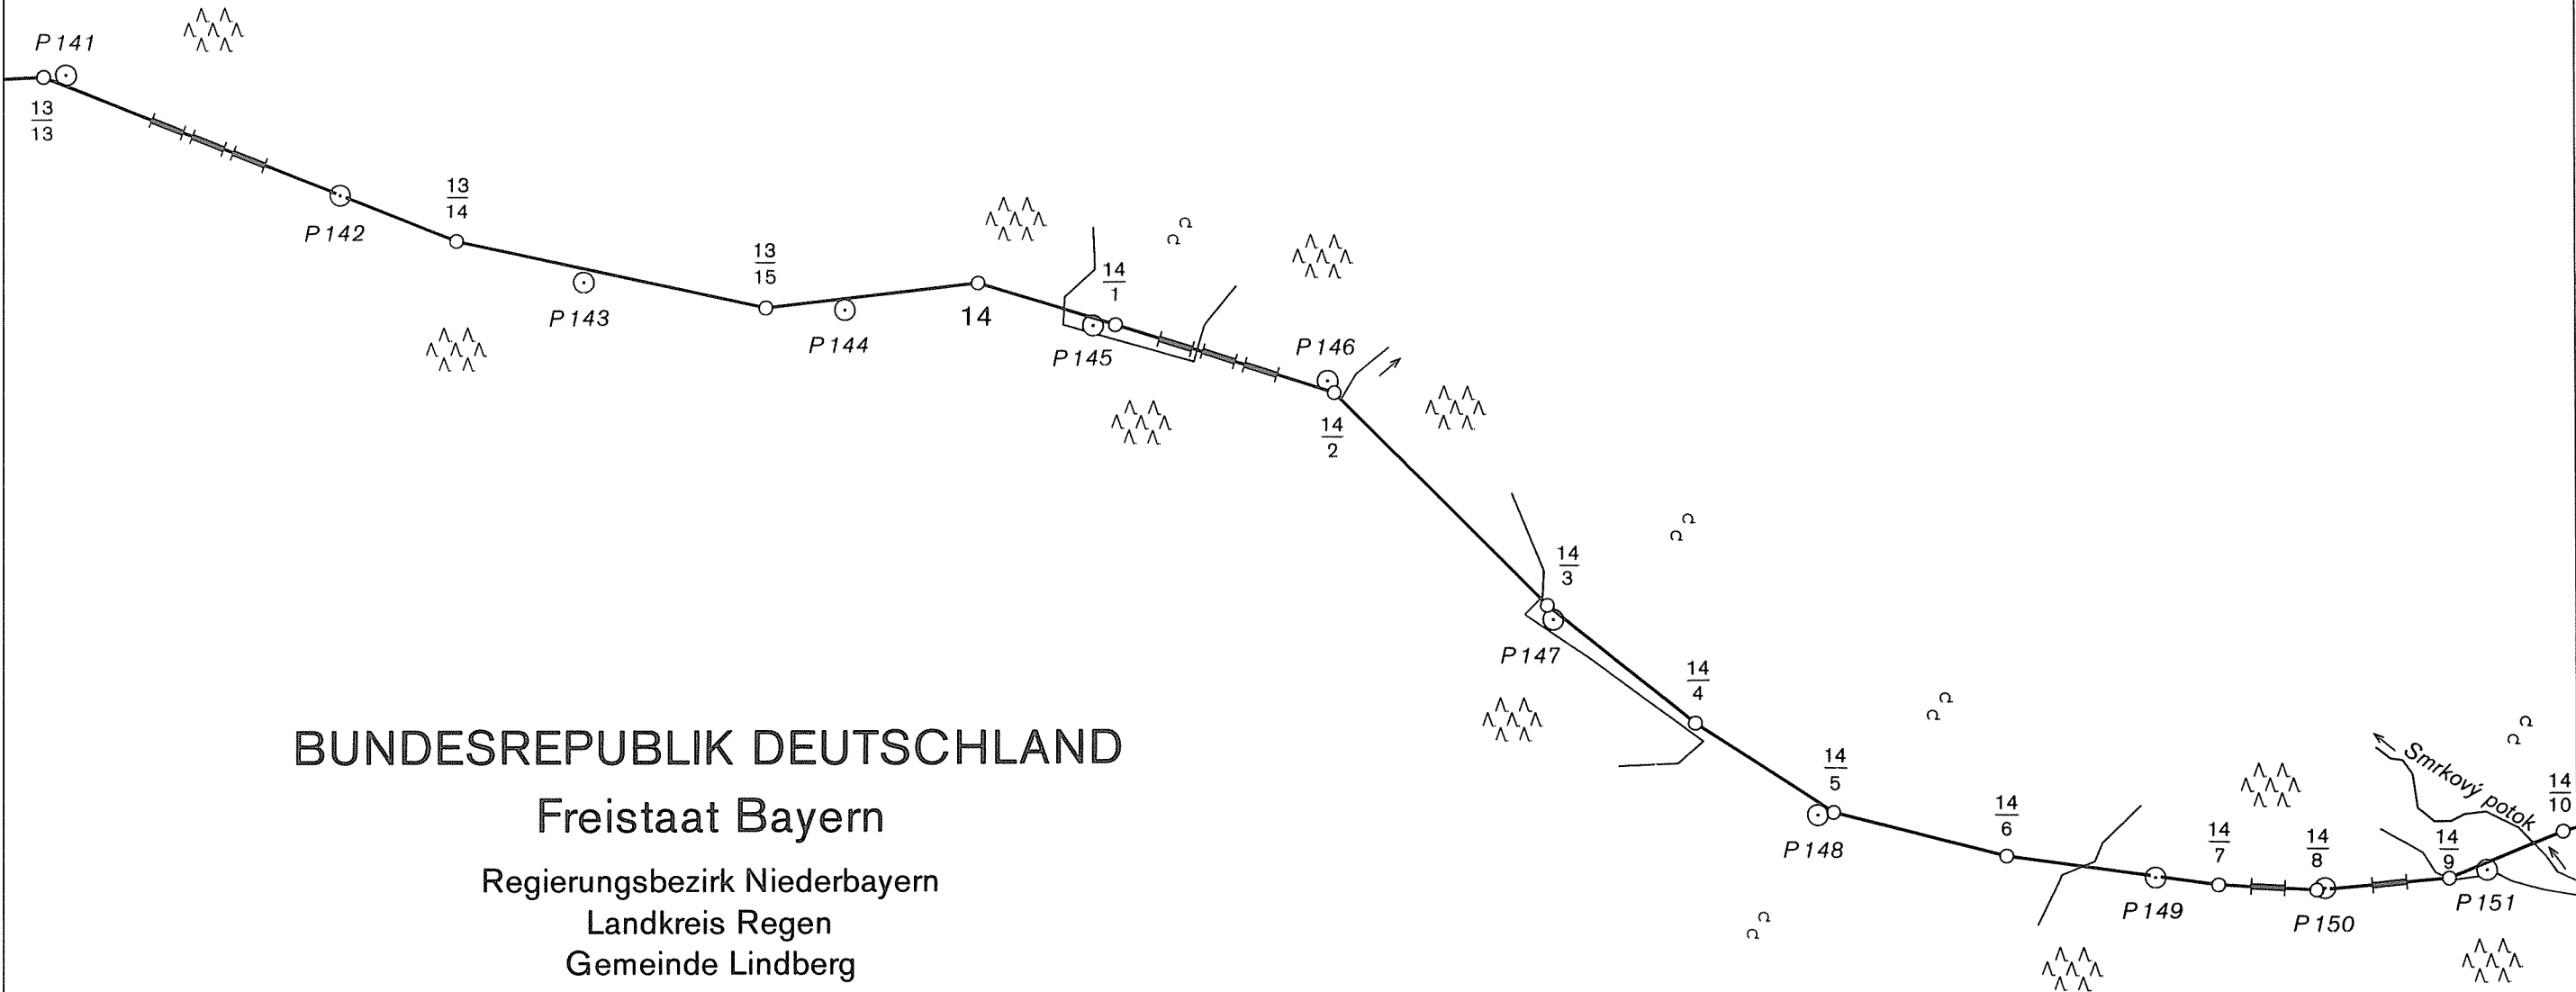 P 141
13
13
P 142
13
14
P 143
13
15
P 144
14
14
1
P 145
P 146
14
2
14
3
P 147
14
4
14
5
P 148
14
6
P 149
14
7
14
8
P 150
14
9
P 151
Smrkový potok
14
10
BUNDESREPUBLIK DEUTSCHLAND
Freistaat Bayern
Regierungsbezirk Niederbayern
Landkreis Regen
Gemeinde Lindberg